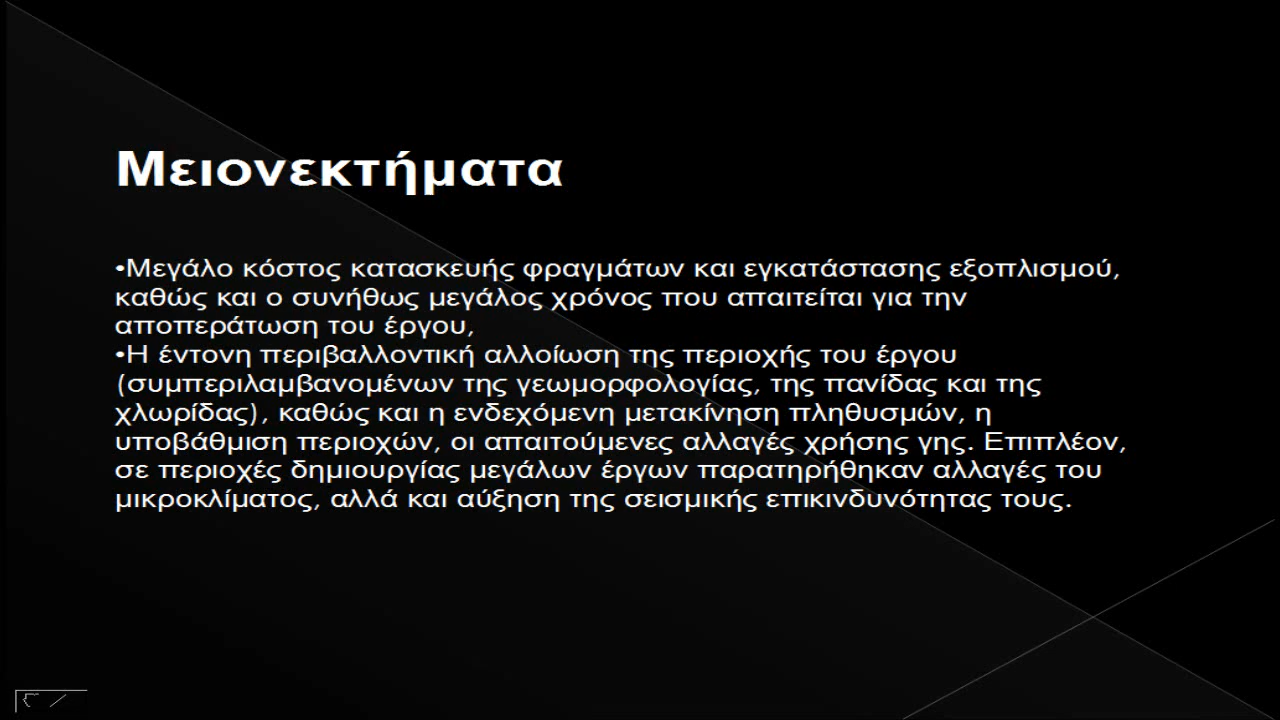 Μειονεκτήματα
•Μεγάλο κόστος κατασκευής φραγμάτων και εγκατάστασης εξοπλισμού,
καθώς και ο συνήθως μεγάλος χρόνος που απαιτείται για την
αποπεράτωση του έργου,
•Η έντονη περιβαλλοντική αλλοίωση της περιοχής του έργου
(συμπεριλαμβανομένων της γεωμορφολογίας, της πανίδας και της
χλωρίδας), καθώς και η ενδεχόμενη μετακίνηση πληθυσμών, η
υποβάθμιση περιοχών, οι απαιτούμενες αλλαγές χρήσης γης. Επιπλέον,
σε περιοχές δημιουργίας μεγάλων έργων παρατηρήθηκαν αλλαγές του
μικροκλίματος, αλλά και αύξηση της σεισμικής επικινδυνότητας τους.